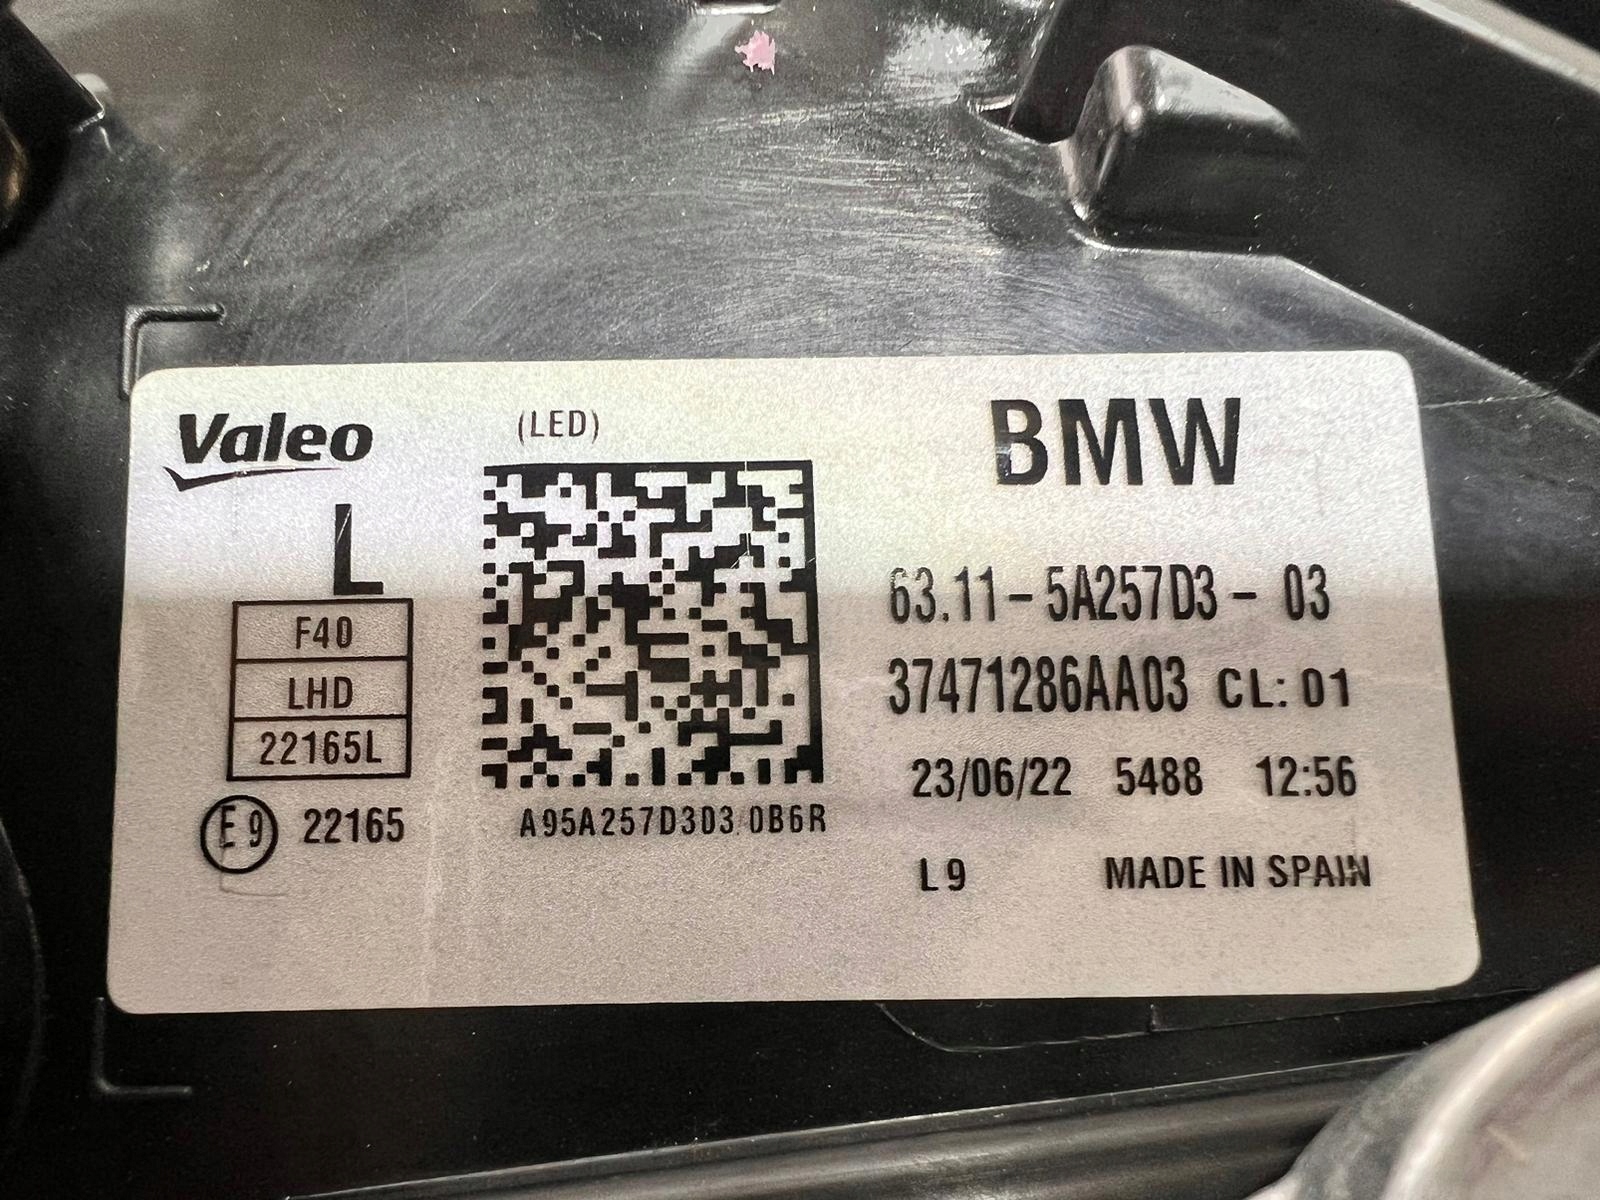 Valeo
(LED)
BMW
L
F40
LHD
22165L
E9 22165
A95A257D303 0B6R
63.11-5A257D3- 03
37471286AA03 CL: 01
23/06/22 5488 12:56
L9 MADE IN SPAIN